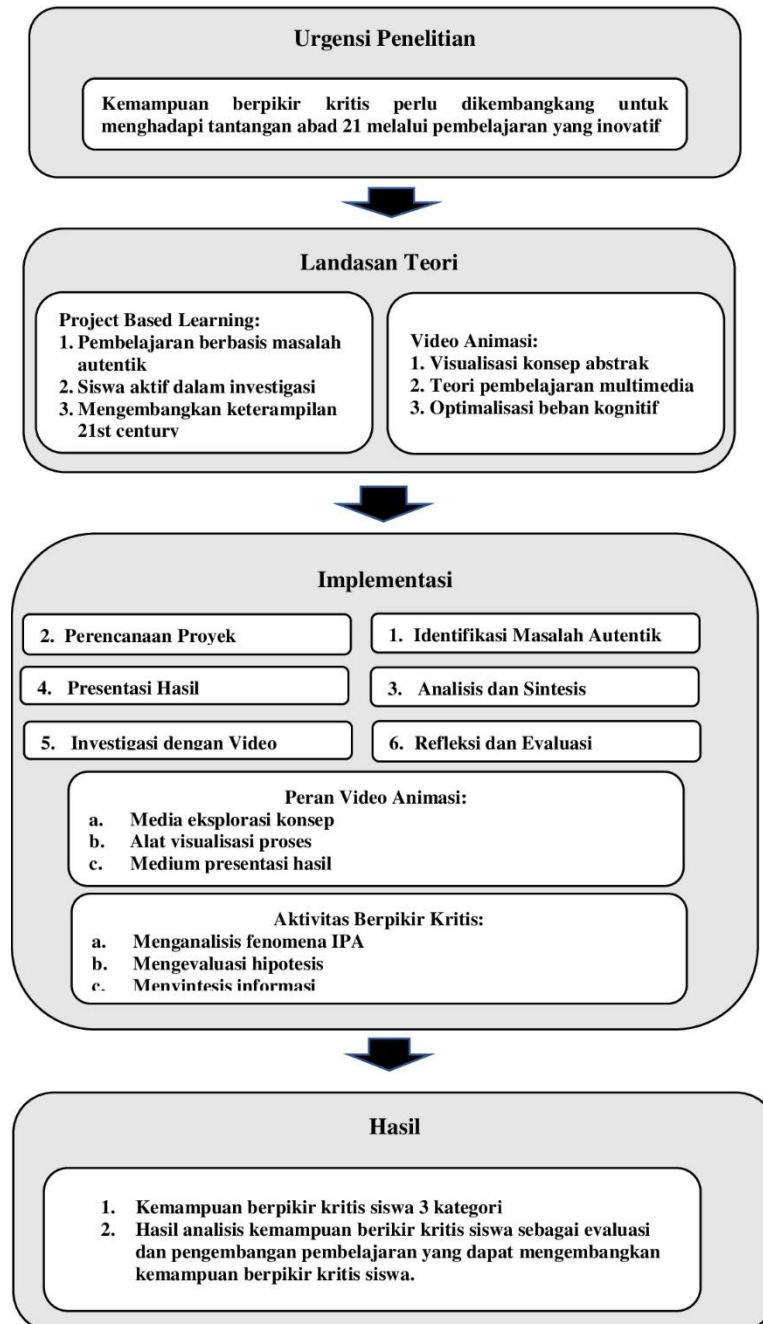 Urgensi Penelitian
Kemampuan berpikir kritis perlu dikembangkang untuk
menghadapi tantangan abad 21 melalui pembelajaran yang inovatif
Landasan Teori
Project Based Learning:
1. Pembelajaran berbasis masalah
autentik
2. Siswa aktif dalam investigasi
3. Mengembangkan keterampilan
21st century
Video Animasi:
1. Visualisasi konsep abstrak
2. Teori pembelajaran multimedia
3. Optimalisasi beban kognitif
Implementasi
2. Perencanaan Proyek
1. Identifikasi Masalah Autentik
4. Presentasi Hasil
3. Analisis dan Sintesis
5. Investigasi dengan Video
6. Refleksi dan Evaluasi
Peran Video Animasi:
a. Media eksplorasi konsep
b. Alat visualisasi proses
c. Medium presentasi hasil
Aktivitas Berpikir Kritis:
a. Menganalisis fenomena IPA
b. Mengevaluasi hipotesis
c. Menyintesis informasi
Hasil
1. Kemampuan berpikir kritis siswa 3 kategori
2. Hasil analisis kemampuan berikir kritis siswa sebagai evaluasi
dan pengembangan pembelajaran yang dapat mengembangkan
kemampuan berpikir kritis siswa.